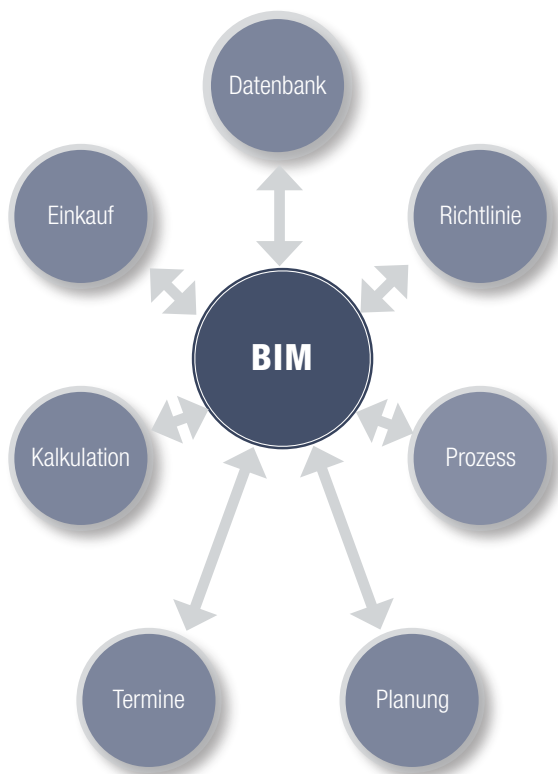 Datenbank
Einkauf
Richtlinie
BIM
Kalkulation
Prozess
Termine
Planung